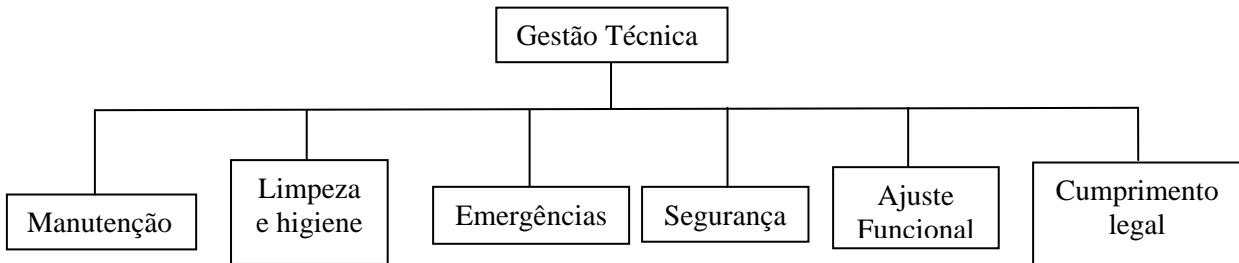 Gestão Técnica
Manutenção
Limpeza
e higiene
Emergências
Segurança
Ajuste
Funcional
Cumprimento
legal